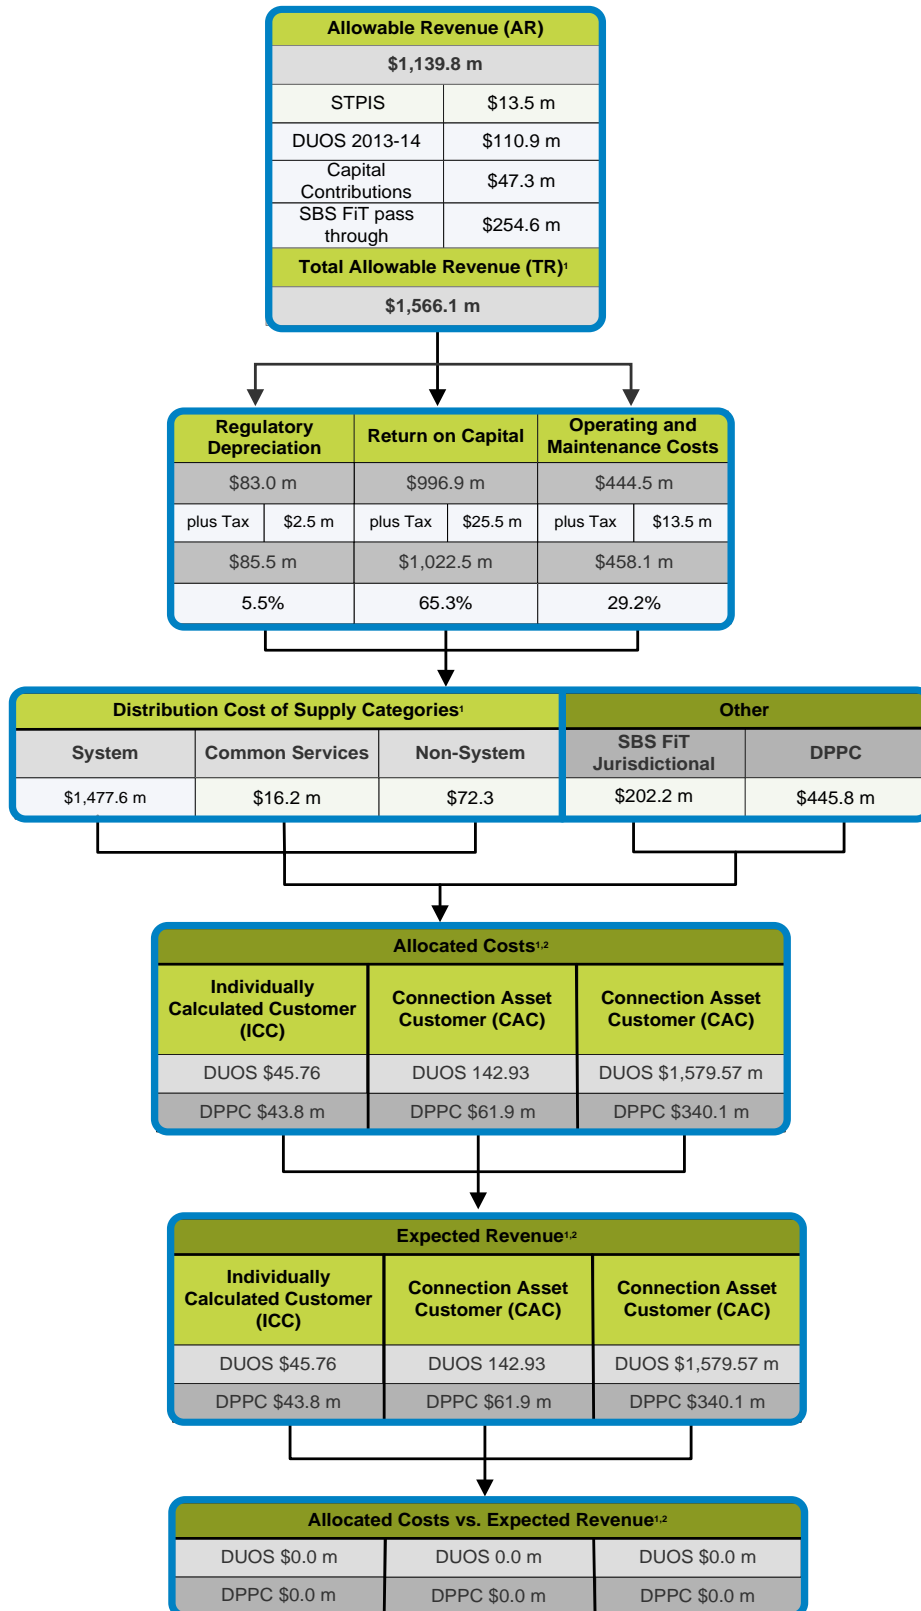 Allowable Revenue (AR)
$1,139.8 m
STPIS $13.5 m
DUOS 2013-14 $110.9 m
Capital
Contributions $47.3 m
SBS FiT pass
through $254.6 m
Total Allowable Revenue (TR)¹
$1,566.1 m
Regulatory
Depreciation
Return on Capital
Operating and
Maintenance Costs
$83.0 m $996.9 m $444.5 m
plus Tax $2.5 m plus Tax $25.5 m plus Tax $13.5 m
$85.5 m $1,022.5 m $458.1 m
5.5% 65.3% 29.2%
Distribution Cost of Supply Categories¹ Other
System Common Services Non-System
SBS FiT
Jurisdictional
DPPC
$1,477.6 m $16.2 m $72.3 $202.2 m $445.8 m
Allocated Costs¹,²
Individually
Calculated Customer
(ICC)
Connection Asset
Customer (CAC)
Connection Asset
Customer (CAC)
DUOS $45.76 DUOS 142.93 DUOS $1,579.57 m
DPPC $43.8 m DPPC $61.9 m DPPC $340.1 m
Expected Revenue¹,²
Individually
Calculated Customer
(ICC)
Connection Asset
Customer (CAC)
Connection Asset
Customer (CAC)
DUOS $45.76 DUOS 142.93 DUOS $1,579.57 m
DPPC $43.8 m DPPC $61.9 m DPPC $340.1 m
Allocated Costs vs. Expected Revenue¹,²
DUOS $0.0 m DUOS 0.0 m DUOS $0.0 m
DPPC $0.0 m DPPC $0.0 m DPPC $0.0 m